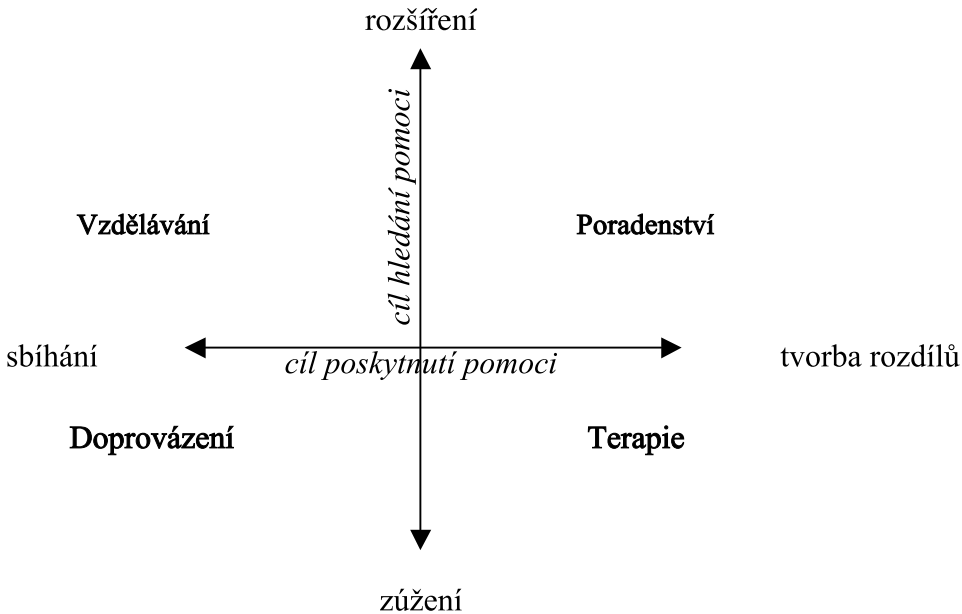 rozšíření
cíl hledání pomoci
Vzdělávání
Poradenství
sbíhání
cíl poskytnutí pomoci
tvorba rozdílů
Doprovázení
Terapie
zúžení